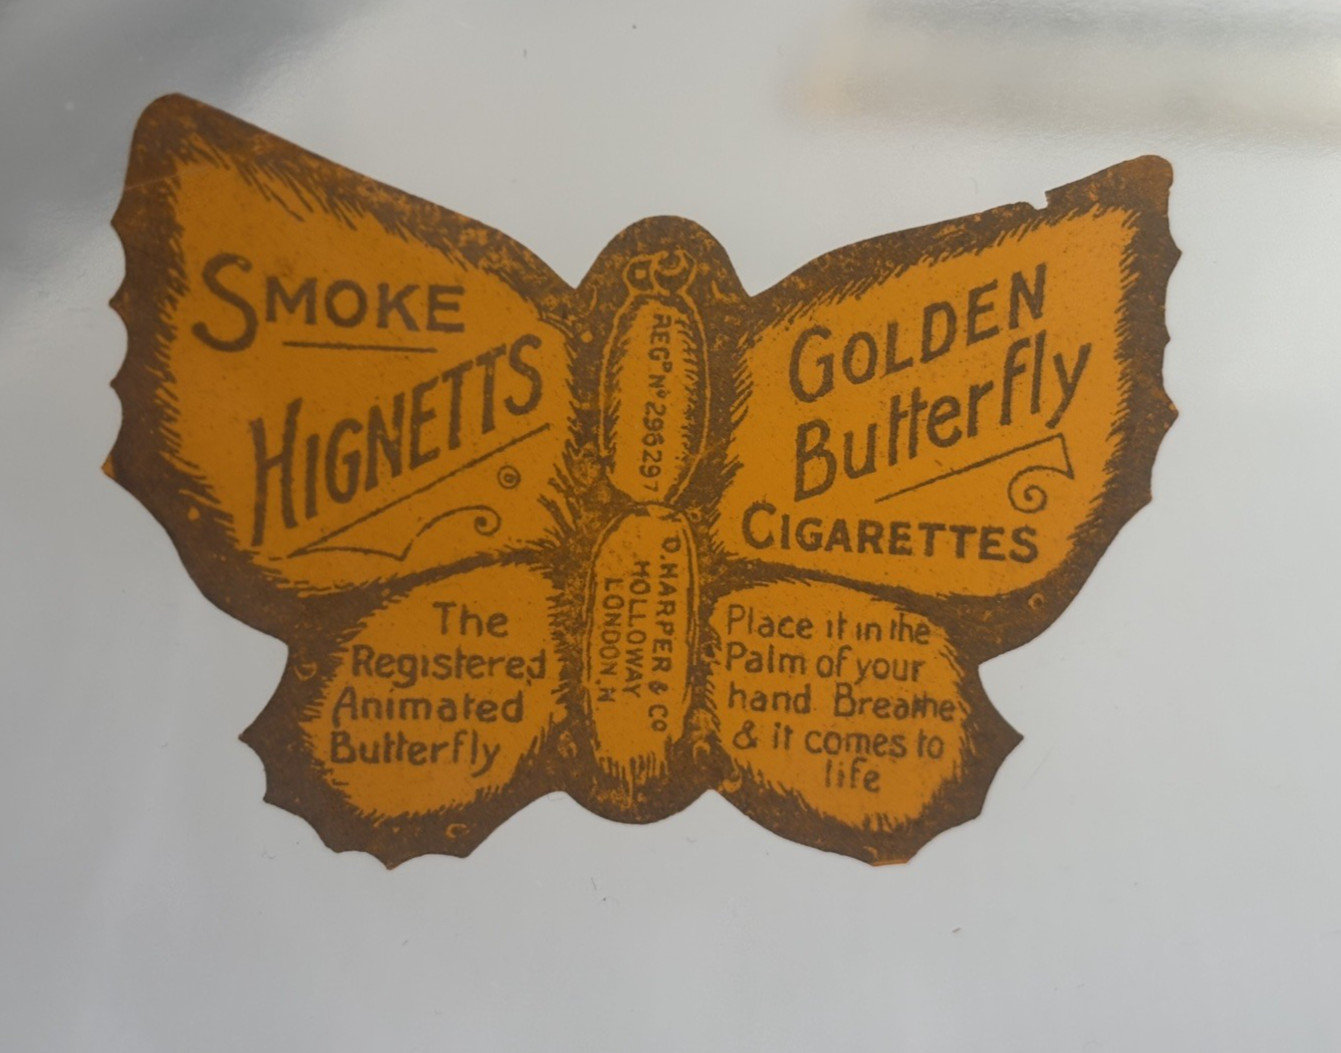 SMOKE
HIGNETTS
REGD No 296297
D. HARPER & Co
HOLLOWAY
LONDON. N
GOLDEN
Butterfly
CIGARETTES
The
Registered
Animated
Butterfly
Place it in the
Palm of your
hand Breathe
& it comes to
life